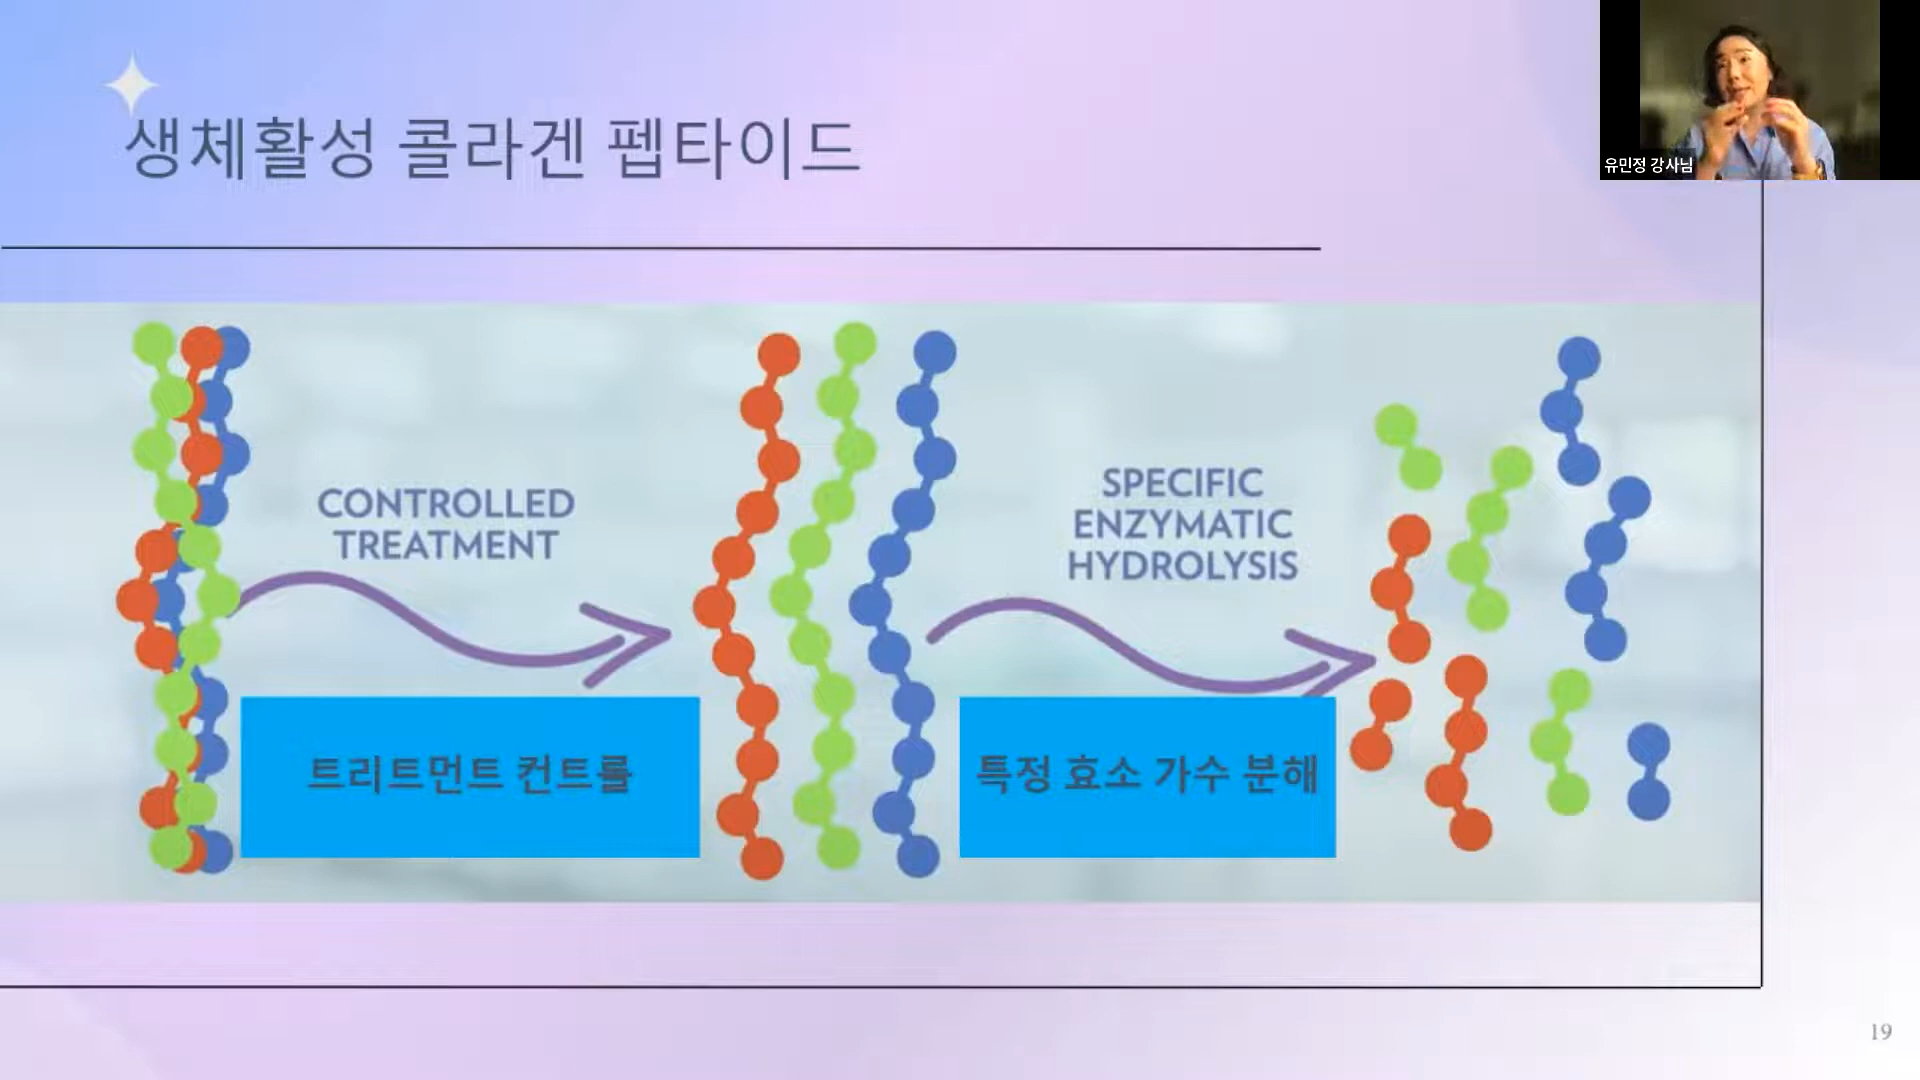 생체활성 콜라겐 펩타이드
유민정 강사님
CONTROLLED
TREATMENT
SPECIFIC
ENZYMATIC
HYDROLYSIS
트리트먼트 컨트롤
특정 효소 가수 분해
19